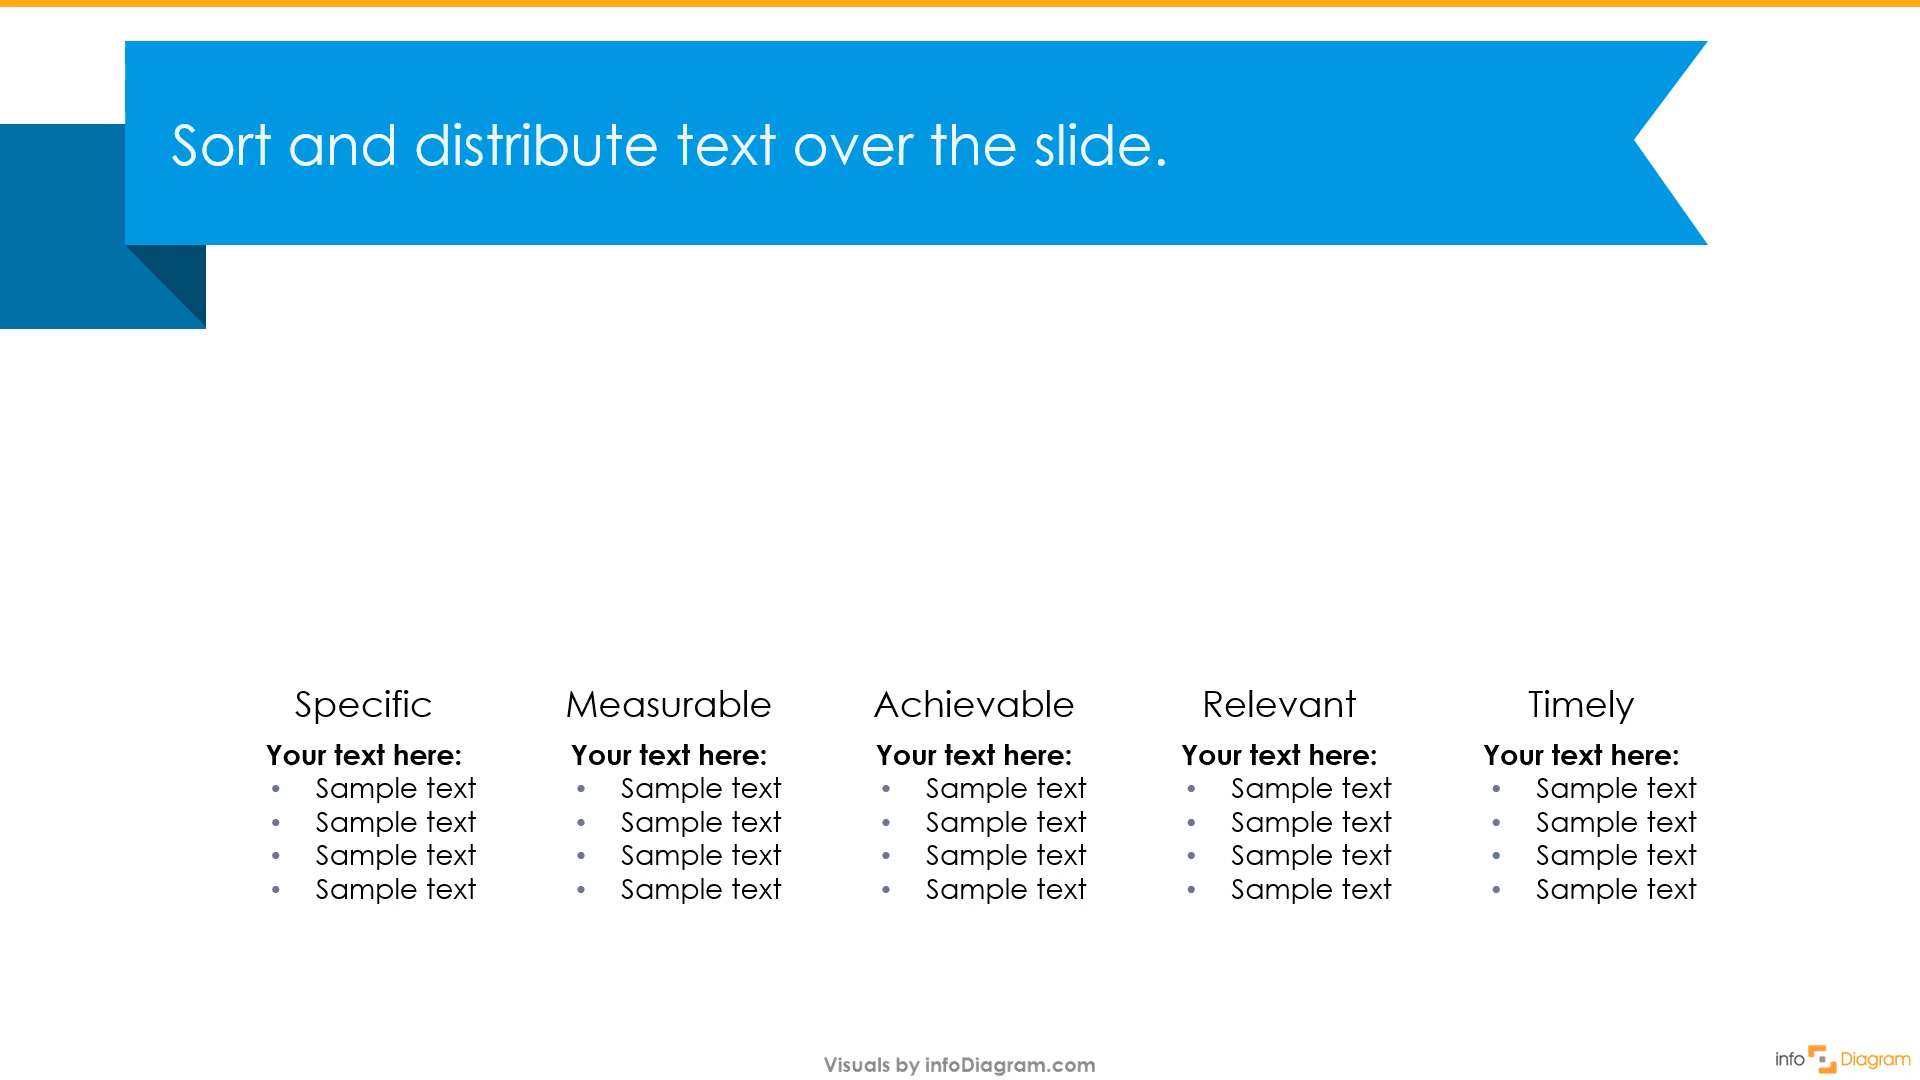 Sort and distribute text over the slide.
Specific
Your text here:
• Sample text
• Sample text
• Sample text
• Sample text
Measurable
Your text here:
• Sample text
• Sample text
• Sample text
• Sample text
Achievable
Your text here:
• Sample text
• Sample text
• Sample text
• Sample text
Relevant
Your text here:
• Sample text
• Sample text
• Sample text
• Sample text
Timely
Your text here:
• Sample text
• Sample text
• Sample text
• Sample text
Visuals by infoDiagram.com
info Diagram